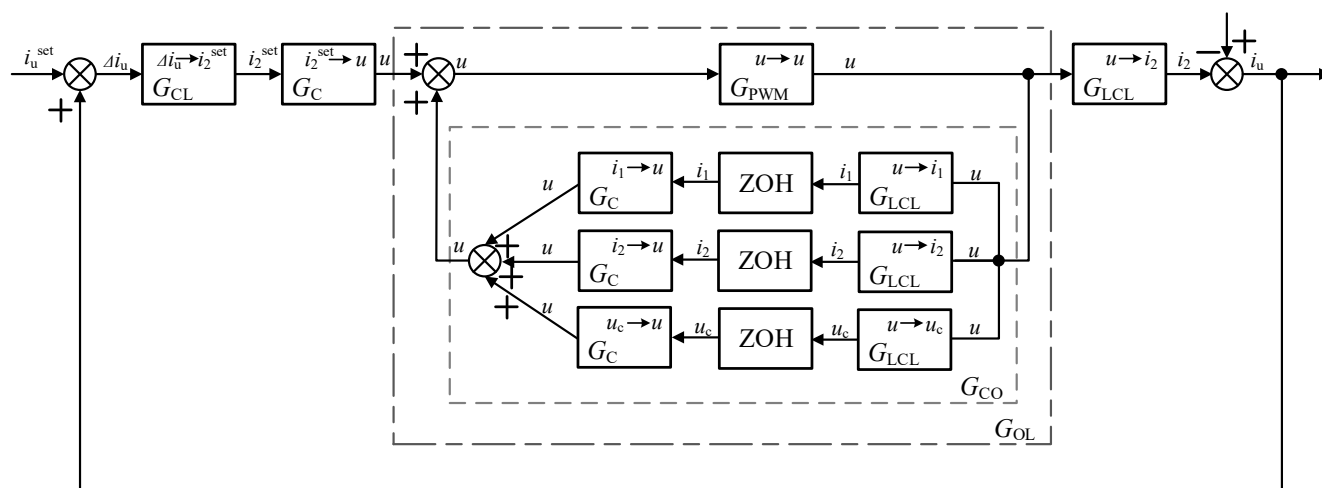 i_u^set + Δi_u Δi_u→i_2^set G_CL i_2^set i_2^set→u G_C u + + u u→u G_PWM u u→i_2 G_LCL i_2 − + i_u
i_1→u G_C i_1 ZOH i_1 u→i_1 G_LCL u
u
u + + + u i_2→u G_C i_2 ZOH i_2 u→i_2 G_LCL u
u
u_c→u G_C u_c ZOH u_c u→u_c G_LCL u
G_CO
G_OL